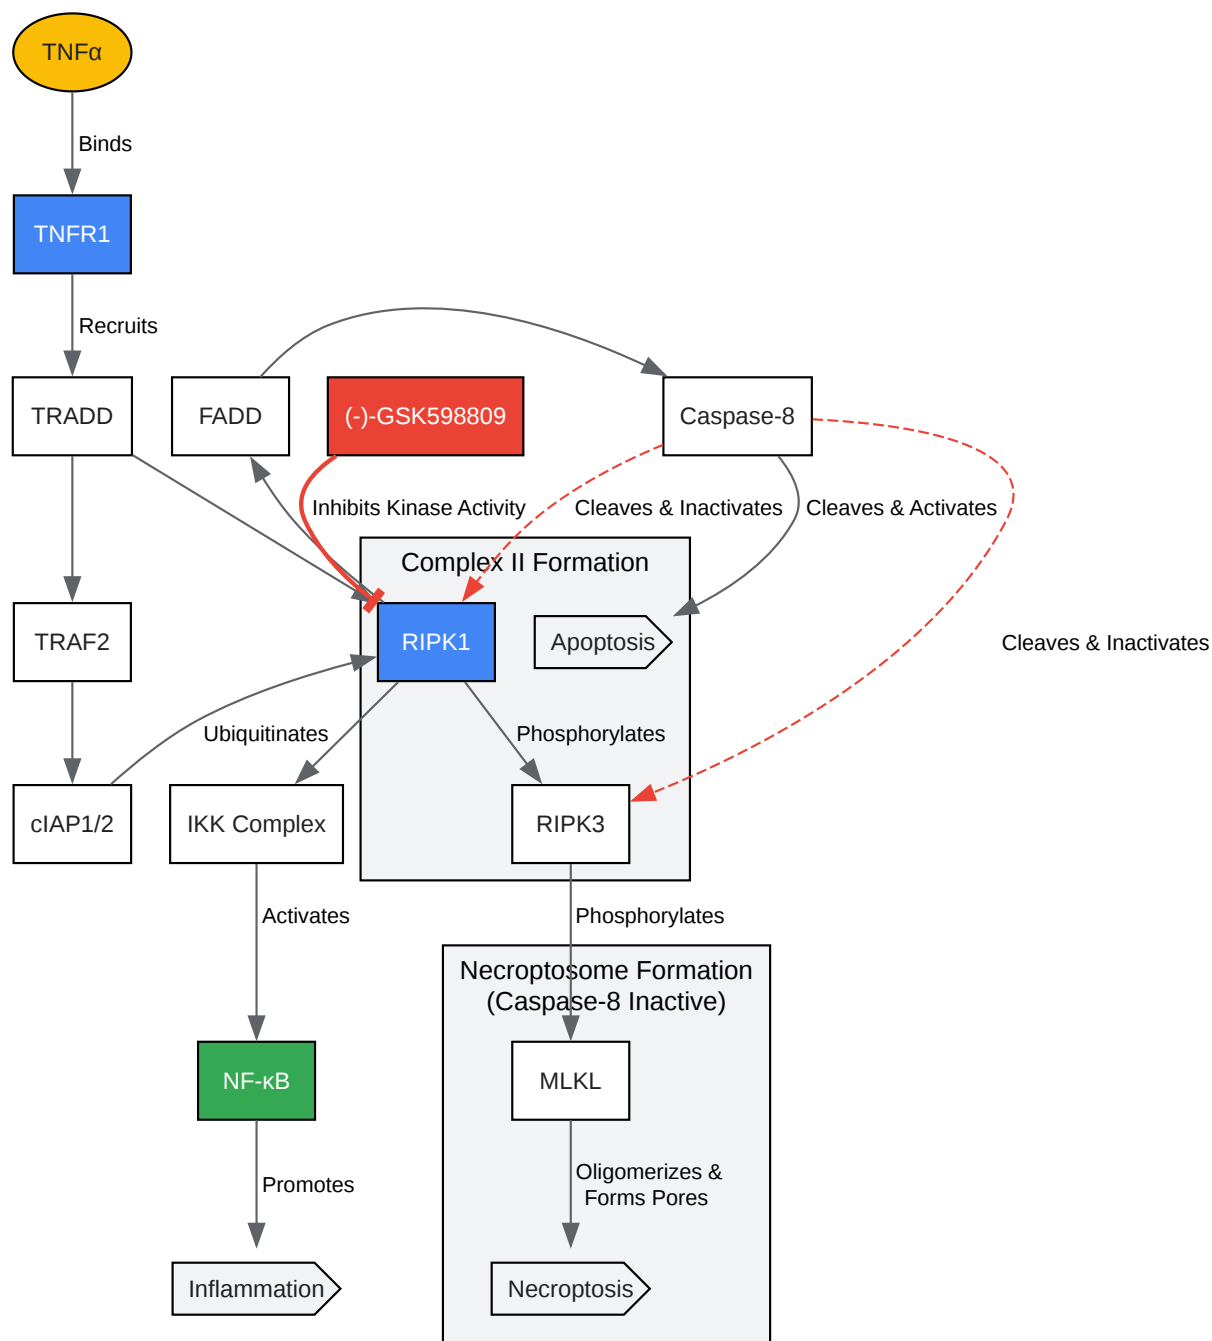 TNFα
Binds
TNFR1
Recruits
TRADD
FADD
(-)-GSK598809
Caspase-8
Inhibits Kinase Activity
Cleaves & Inactivates
Cleaves & Activates
Complex II Formation
TRAF2
RIPK1
Apoptosis
Cleaves & Inactivates
Ubiquitinates
Phosphorylates
cIAP1/2
IKK Complex
RIPK3
Activates
Phosphorylates
Necroptosome Formation
(Caspase-8 Inactive)
NF-κB
MLKL
Promotes
Oligomerizes &
Forms Pores
Inflammation
Necroptosis